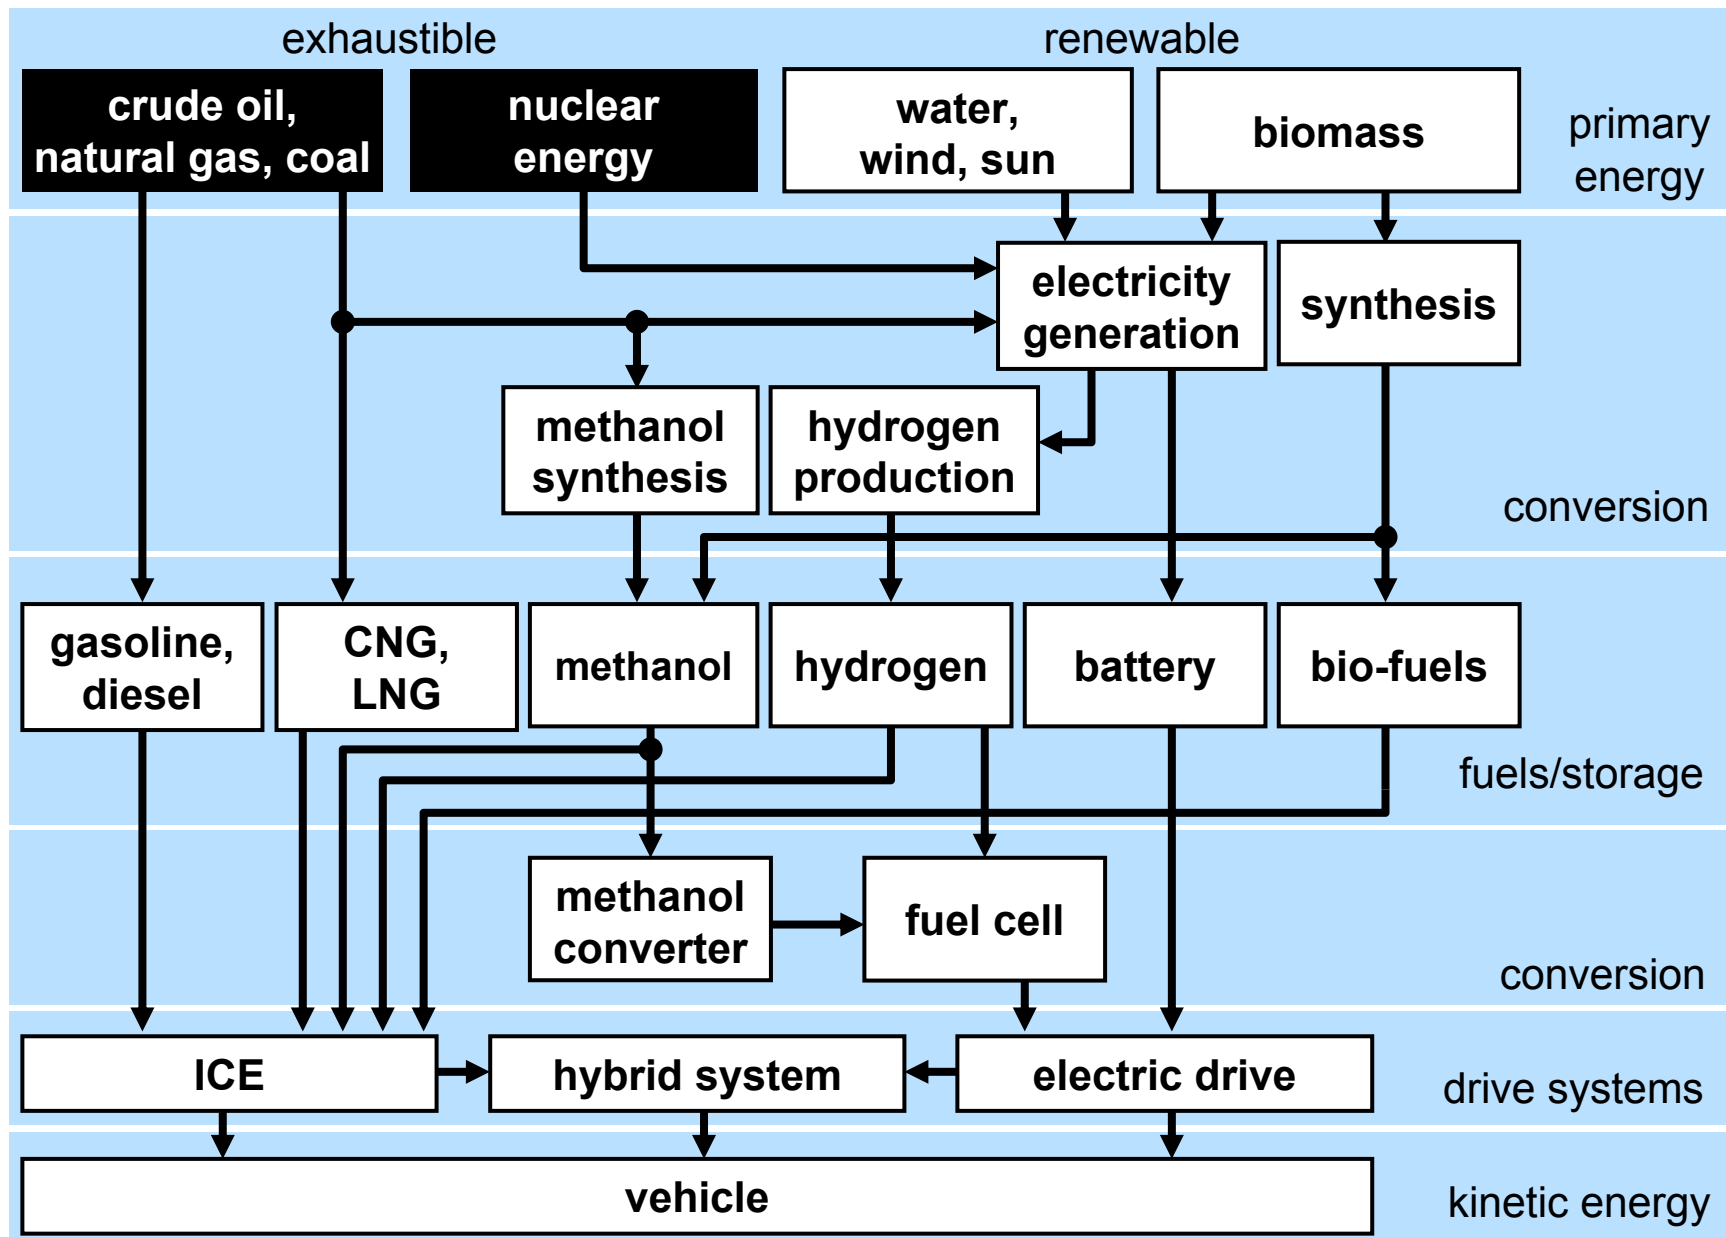 exhaustible
renewable
crude oil,
natural gas, coal
nuclear
energy
water,
wind, sun
biomass
primary
energy
electricity
generation
synthesis
methanol
synthesis
hydrogen
production
conversion
gasoline,
diesel
CNG,
LNG
methanol
hydrogen
battery
bio-fuels
fuels/storage
methanol
converter
fuel cell
conversion
ICE
hybrid system
electric drive
drive systems
vehicle
kinetic energy